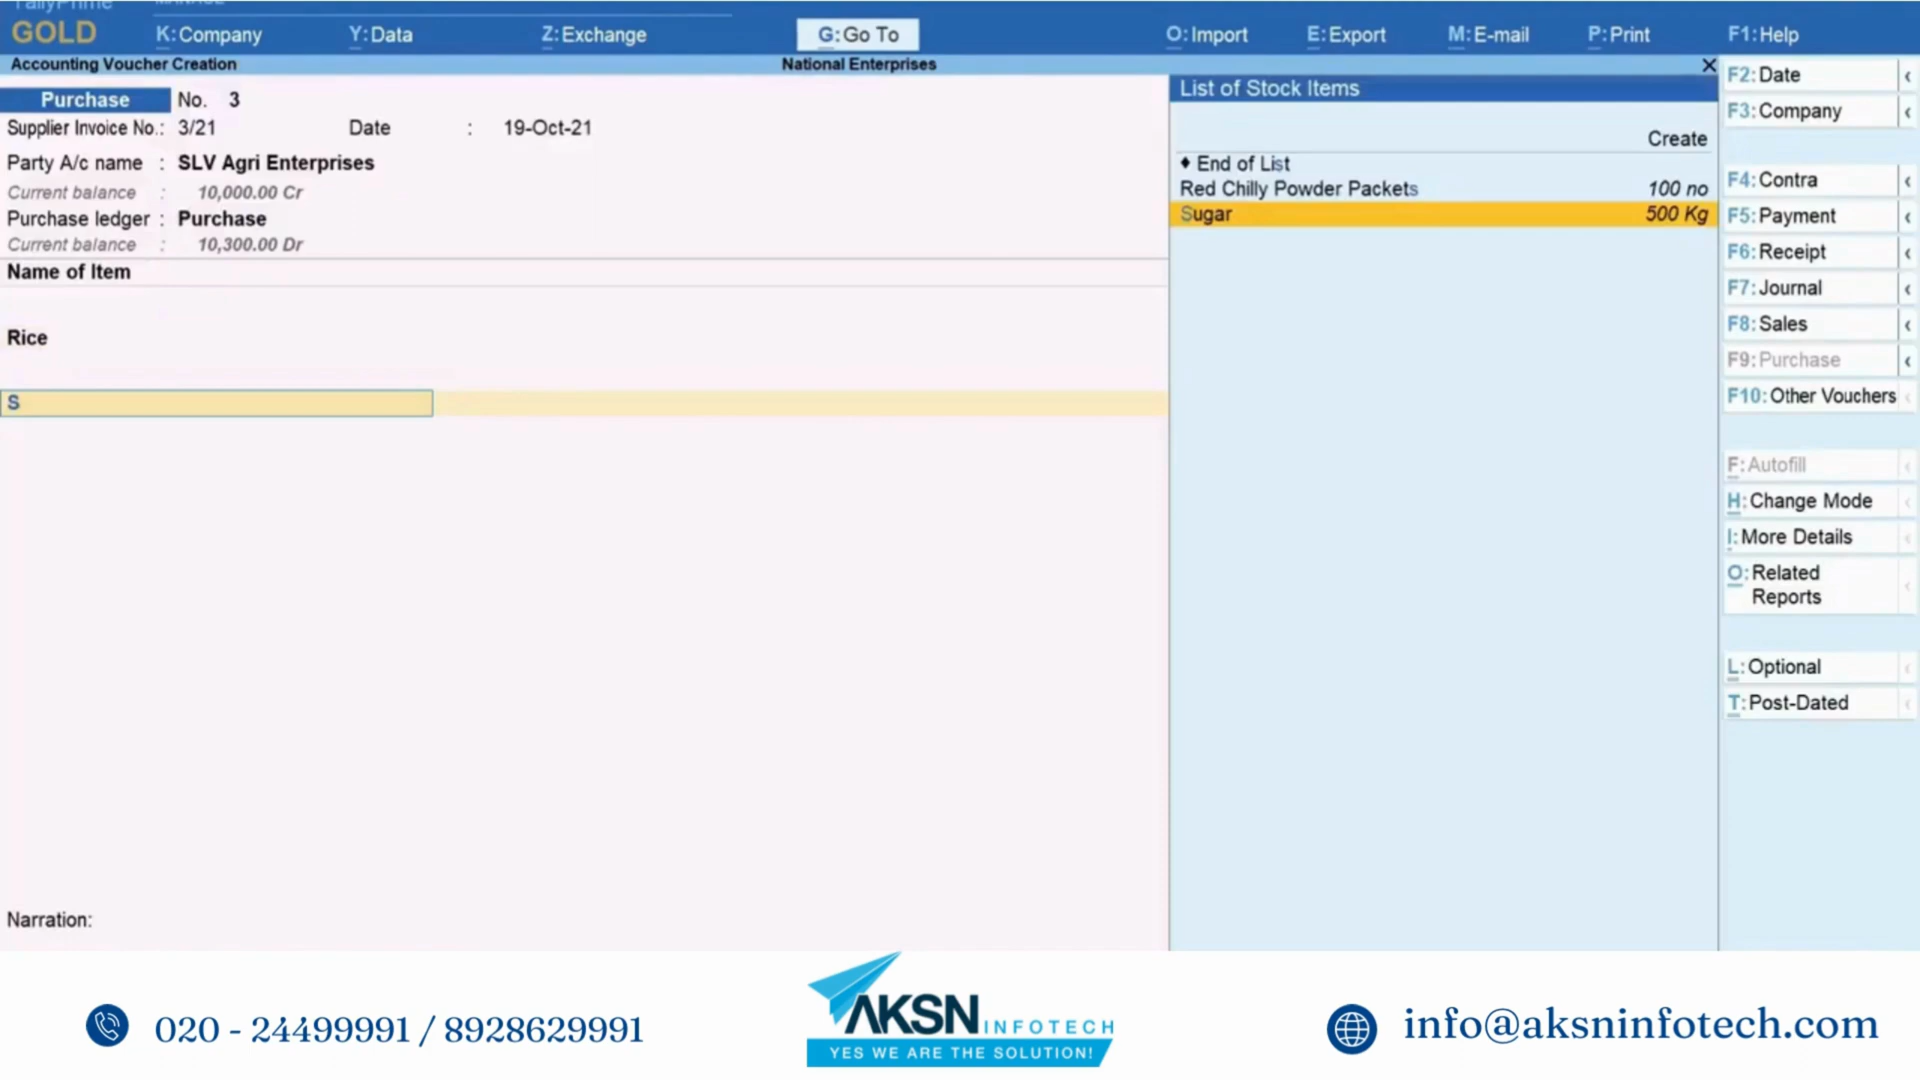 TallyPrime MANAGE
GOLD K: Company Y: Data Z: Exchange G: Go To O: Import E: Export M: E-mail P: Print F1: Help
Accounting Voucher Creation National Enterprises X
Purchase No. 3
Supplier Invoice No.: 3/21 Date : 19-Oct-21
Party A/c name : SLV Agri Enterprises
Current balance : 10,000.00 Cr
Purchase ledger : Purchase
Current balance : 10,300.00 Dr
Name of Item
Rice
S
Narration:
List of Stock Items
Create
♦ End of List
Red Chilly Powder Packets 100 no
Sugar 500 Kg
F2: Date
F3: Company
F4: Contra
F5: Payment
F6: Receipt
F7: Journal
F8: Sales
F9: Purchase
F10: Other Vouchers
F: Autofill
H: Change Mode
I: More Details
O: Related
Reports
L: Optional
T: Post-Dated
020 - 24499991 / 8928629991
AKSN INFOTECH
YES WE ARE THE SOLUTION!
info@aksninfotech.com